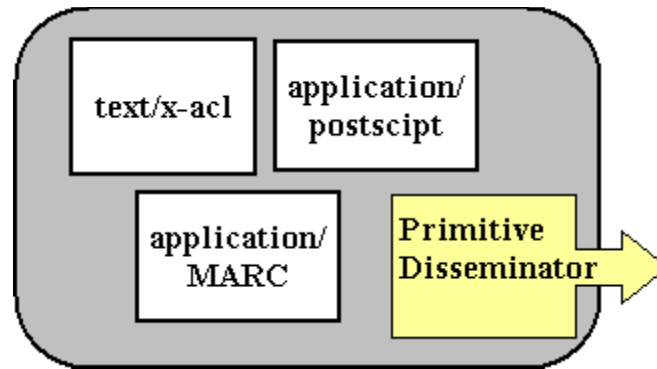 text/x-acl
application/
postscipt
application/
MARC
Primitive
Disseminator